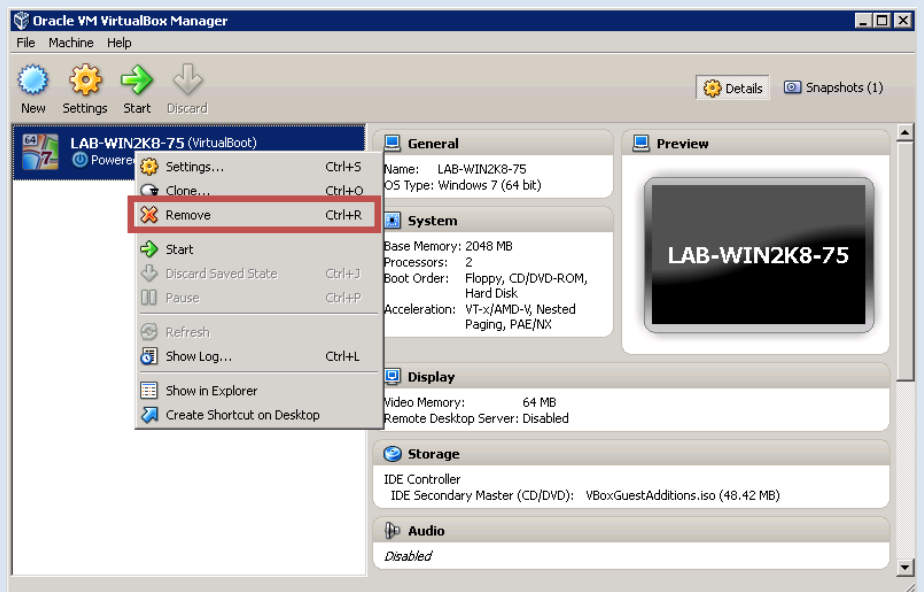 Oracle VM VirtualBox Manager
File Machine Help
New Settings Start Discard
Details Snapshots (1)
64
7
LAB-WIN2K8-75 (VirtualBoot)
Powere
Settings... Ctrl+S
Clone... Ctrl+O
Remove Ctrl+R
Start
Discard Saved State Ctrl+J
Pause Ctrl+P
Refresh
Show Log... Ctrl+L
Show in Explorer
Create Shortcut on Desktop
General
Name: LAB-WIN2K8-75
OS Type: Windows 7 (64 bit)
System
Base Memory: 2048 MB
Processors: 2
Boot Order: Floppy, CD/DVD-ROM,
Hard Disk
Acceleration: VT-x/AMD-V, Nested
Paging, PAE/NX
Preview
LAB-WIN2K8-75
Display
Video Memory: 64 MB
Remote Desktop Server: Disabled
Storage
IDE Controller
IDE Secondary Master (CD/DVD): VBoxGuestAdditions.iso (48.42 MB)
Audio
Disabled